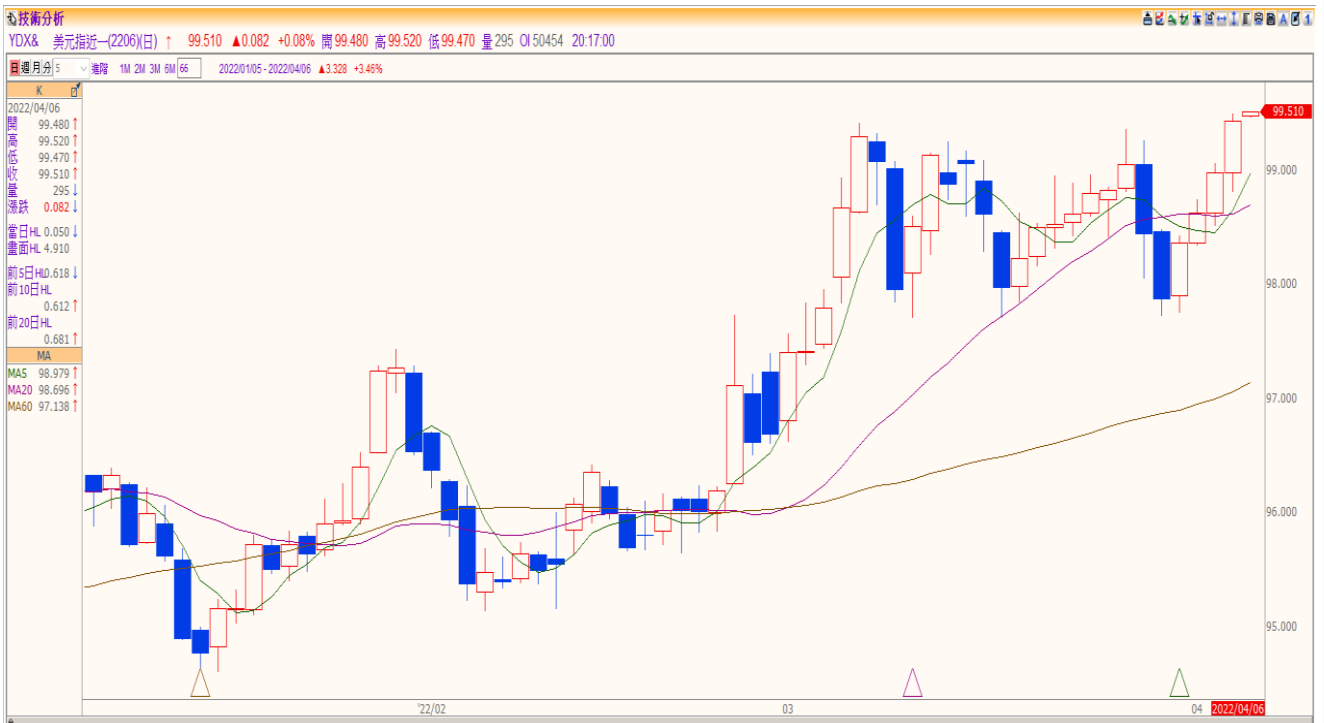 技術分析
YDX& 美元指近一(2206)(日) ↑ 99.510 ▲0.082 +0.08% 開 99.480 高 99.520 低 99.470 量 295 OI 50454 20:17:00
日 週 月 分 5 進階 1M 2M 3M 6M 66 2022/01/05 - 2022/04/06 ▲3.328 +3.46%
K
2022/04/06
開 99.480 ↑
高 99.520 ↑
低 99.470 ↑
收 99.510 ↑
量 295 ↓
漲跌 0.082 ↓
當日HL 0.050 ↓
畫面HL 4.910
前5日HL 0.618 ↓
前10日HL
0.612 ↑
前20日HL
0.681 ↑
MA
MA5 98.979 ↑
MA20 98.696 ↑
MA60 97.138 ↑
99.510
99.000
98.000
97.000
96.000
95.000
'22/02 03 04 2022/04/06